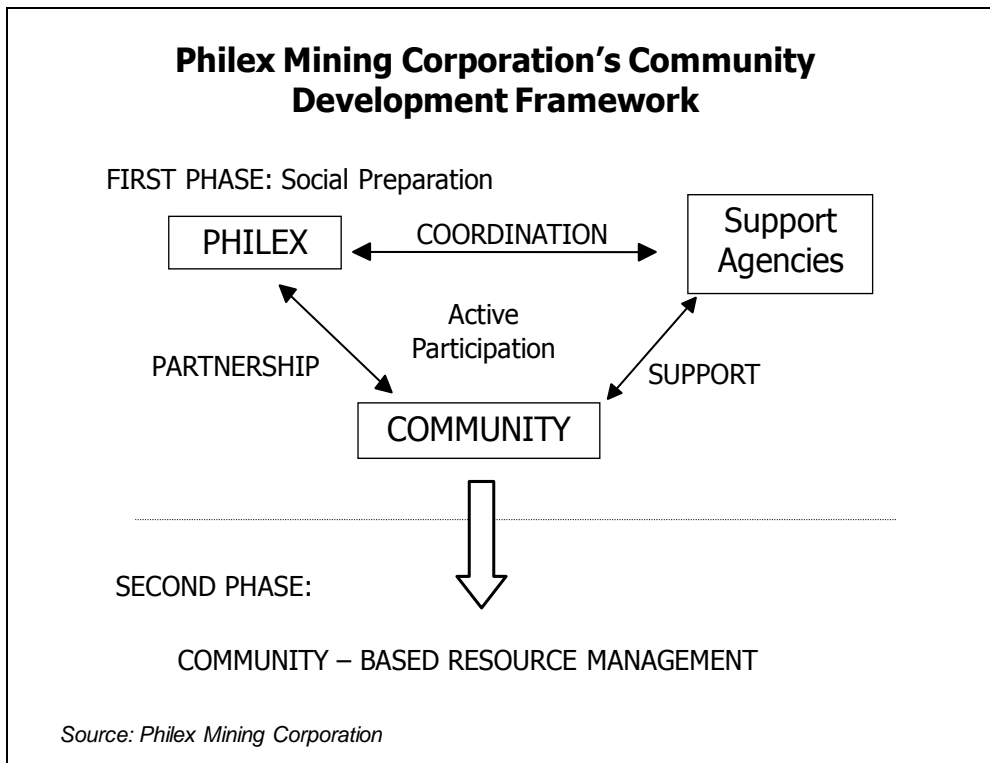 Philex Mining Corporation's Community
Development Framework
FIRST PHASE: Social Preparation
PHILEX
COORDINATION
Support
Agencies
Active
Participation
PARTNERSHIP
SUPPORT
COMMUNITY
SECOND PHASE:
COMMUNITY – BASED RESOURCE MANAGEMENT
Source: Philex Mining Corporation